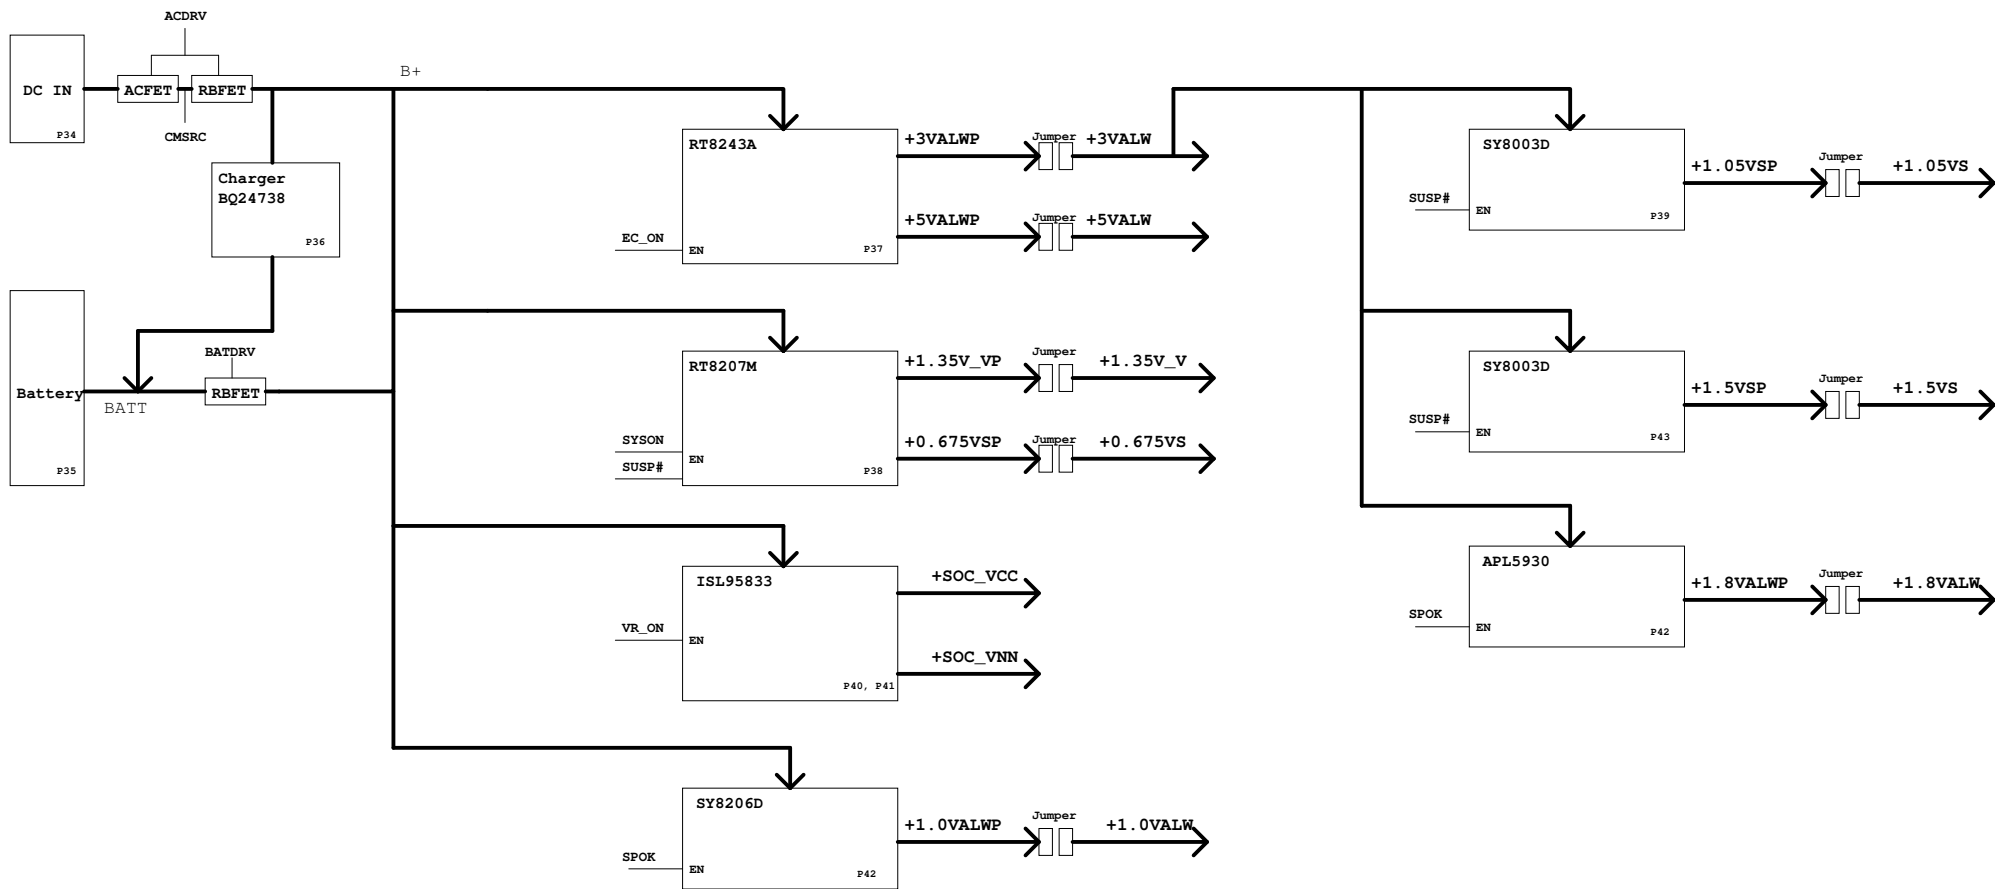 ACDRV
DC IN
P34
ACFET
RBFET
CMSRC
B+
Charger
BQ24738
P36
Battery
P35
BATT
BATDRV
RBFET
RT8243A
EC_ON
EN
P37
+3VALWP
Jumper
+3VALW
+5VALWP
Jumper
+5VALW
RT8207M
SYSON
EN
SUSP#
P38
+1.35V_VP
Jumper
+1.35V_V
+0.675VSP
Jumper
+0.675VS
ISL95833
VR_ON
EN
P40, P41
+SOC_VCC
+SOC_VNN
SY8206D
SPOK
EN
P42
+1.0VALWP
Jumper
+1.0VALW
SY8003D
SUSP#
EN
P39
+1.05VSP
Jumper
+1.05VS
SY8003D
SUSP#
EN
P43
+1.5VSP
Jumper
+1.5VS
APL5930
SPOK
EN
P42
+1.8VALWP
Jumper
+1.8VALW